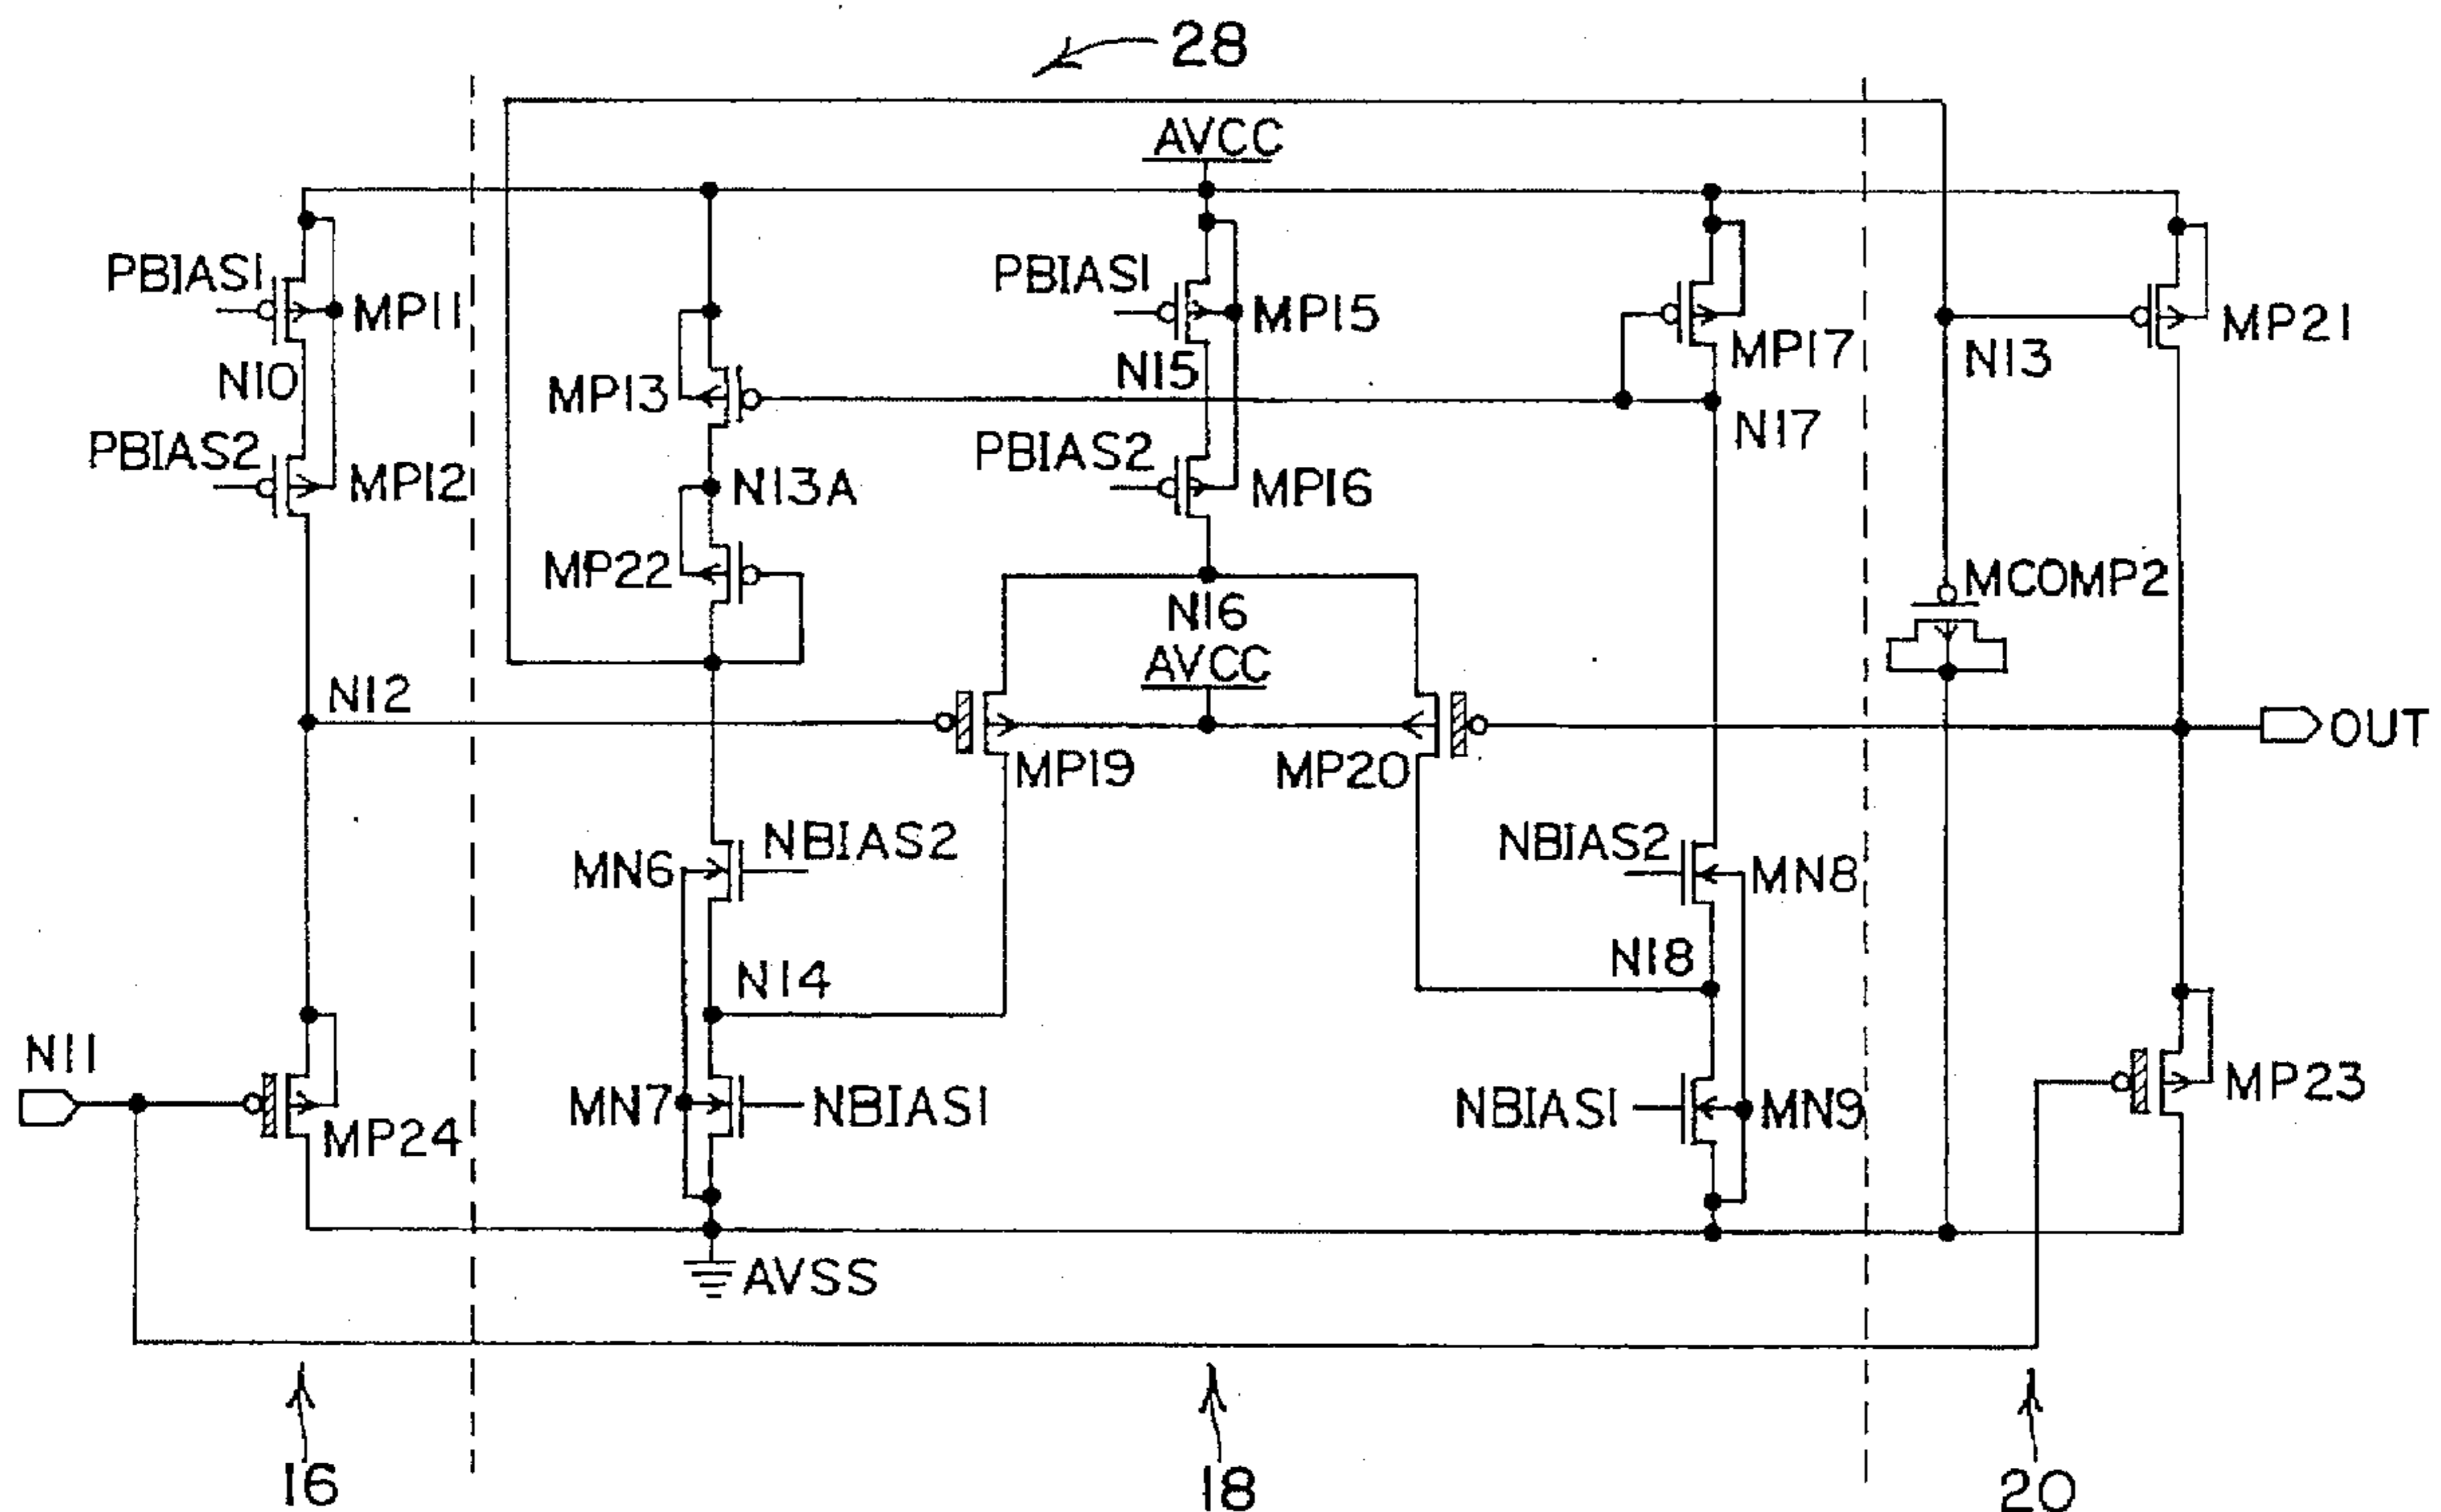 28
AVCC
PBIAS1
MP11
PBIAS1
MP15
MP17
N13
MP21
N10
MP13
N15
N17
PBIAS2
MP12
N13A
PBIAS2
MP16
MP22
N16
MCOMP2
N12
AVCC
MP19
MP20
OUT
MN6
NBIAS2
NBIAS2
MN8
N14
N18
N11
MP24
MN7
NBIAS1
NBIAS1
MN9
MP23
AVSS
16
18
20